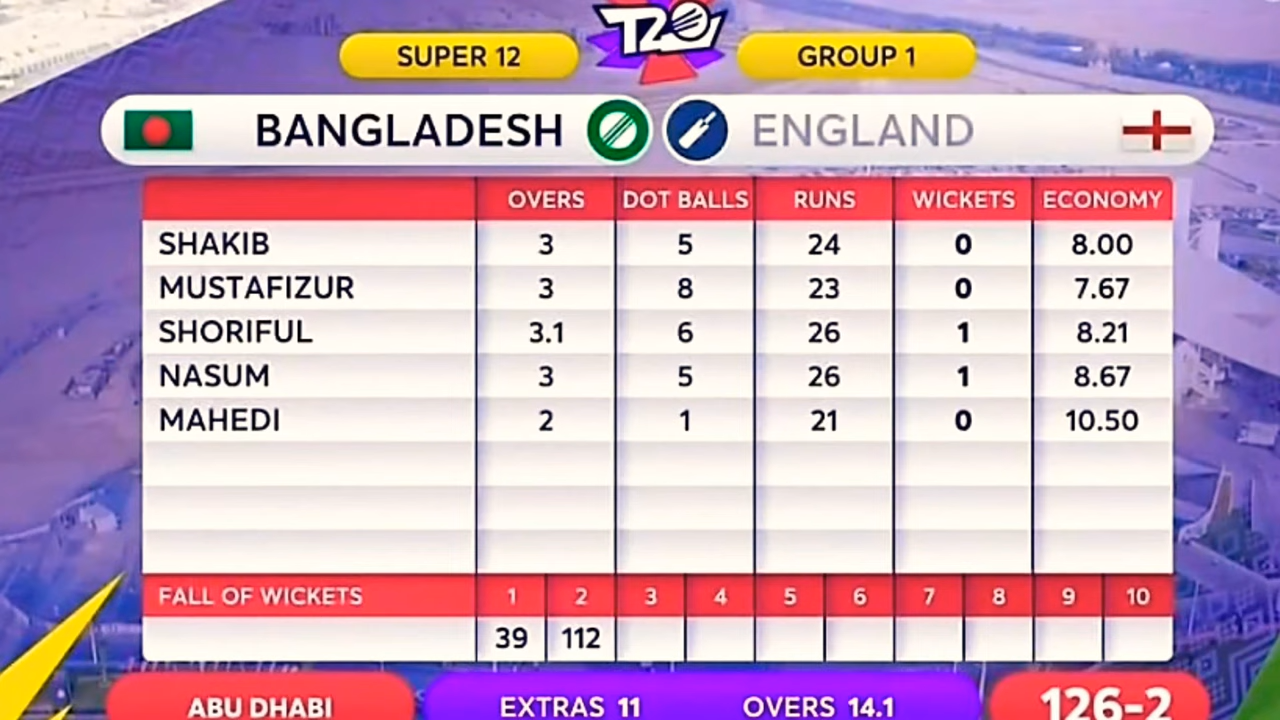 T20
SUPER 12 GROUP 1
BANGLADESH ENGLAND
OVERS DOT BALLS RUNS WICKETS ECONOMY
SHAKIB 3 5 24 0 8.00
MUSTAFIZUR 3 8 23 0 7.67
SHORIFUL 3.1 6 26 1 8.21
NASUM 3 5 26 1 8.67
MAHEDI 2 1 21 0 10.50
FALL OF WICKETS 1 2 3 4 5 6 7 8 9 10
39 112
ABU DHABI EXTRAS 11 OVERS 14.1 126-2